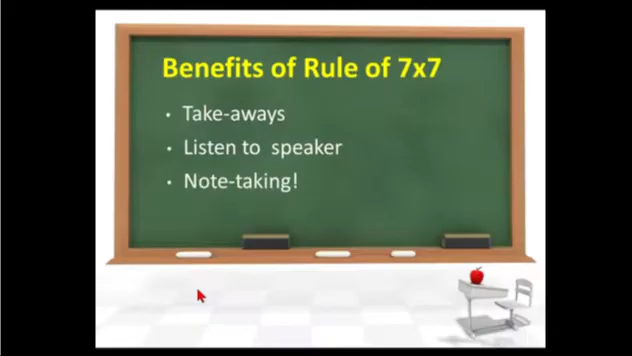 Benefits of Rule of 7x7
• Take-aways
• Listen to speaker
• Note-taking!